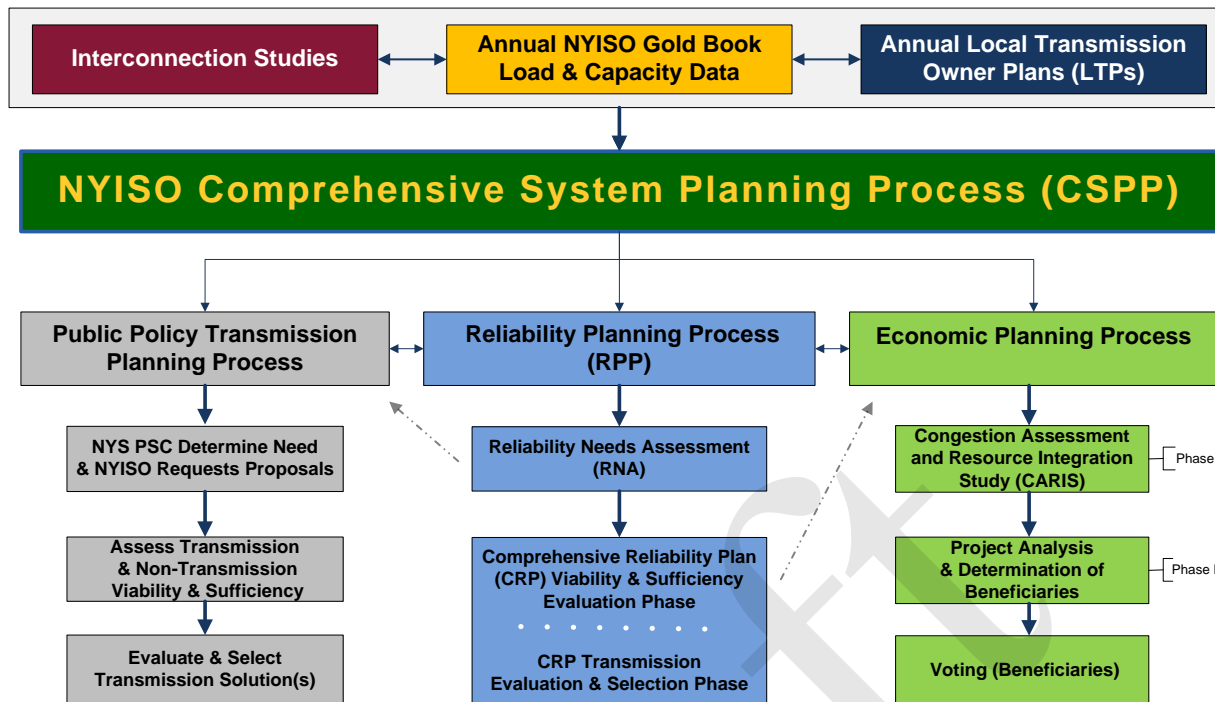 Interconnection Studies
Annual NYISO Gold Book
Load & Capacity Data
Annual Local Transmission
Owner Plans (LTPs)
NYISO Comprehensive System Planning Process (CSPP)
Public Policy Transmission
Planning Process
Reliability Planning Process
(RPP)
Economic Planning Process
NYS PSC Determine Need
& NYISO Requests Proposals
Reliability Needs Assessment
(RNA)
Congestion Assessment
and Resource Integration
Study (CARIS)
Phase
Assess Transmission
& Non-Transmission
Viability & Sufficiency
Comprehensive Reliability Plan
(CRP) Viability & Sufficiency
Evaluation Phase
CRP Transmission
Evaluation & Selection Phase
Project Analysis
& Determination of
Beneficiaries
Phase
Evaluate & Select
Transmission Solution(s)
Voting (Beneficiaries)
ft